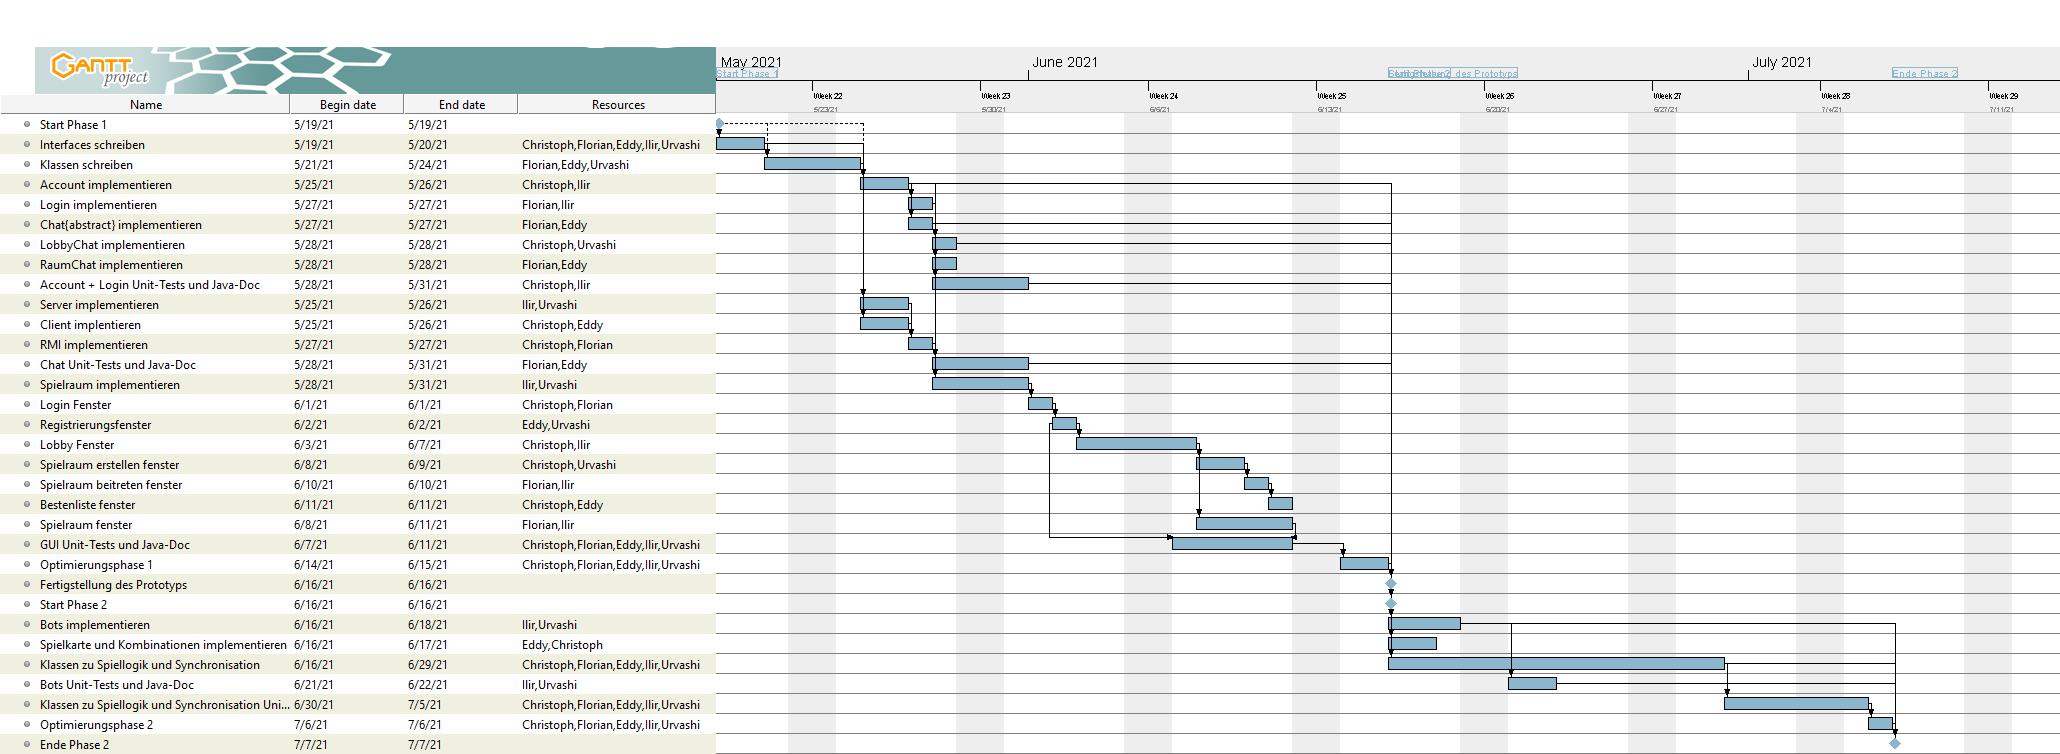 GANTT
project
May 2021
June 2021
July 2021
Start Phase 1
des Prototyps
Ende Phase 2
Week 22
Week 23
Week 24
Week 25
Week 26
Week 27
Week 28
Week 29
5/23/21
5/30/21
6/6/21
6/13/21
6/20/21
6/27/21
7/4/21
7/11/21
Name Begin date End date Resources
Start Phase 1 5/19/21 5/19/21
Interfaces schreiben 5/19/21 5/20/21 Christoph,Florian,Eddy,Ilir,Urvashi
Klassen schreiben 5/21/21 5/24/21 Florian,Eddy,Urvashi
Account implementieren 5/25/21 5/26/21 Christoph,Ilir
Login implementieren 5/27/21 5/27/21 Florian,Ilir
Chat{abstract} implementieren 5/27/21 5/27/21 Florian,Eddy
LobbyChat implementieren 5/28/21 5/28/21 Christoph,Urvashi
RaumChat implementieren 5/28/21 5/28/21 Florian,Eddy
Account + Login Unit-Tests und Java-Doc 5/28/21 5/31/21 Christoph,Ilir
Server implementieren 5/25/21 5/26/21 Ilir,Urvashi
Client implentieren 5/25/21 5/26/21 Christoph,Eddy
RMI implementieren 5/27/21 5/27/21 Christoph,Florian
Chat Unit-Tests und Java-Doc 5/28/21 5/31/21 Florian,Eddy
Spielraum implementieren 5/28/21 5/31/21 Ilir,Urvashi
Login Fenster 6/1/21 6/1/21 Christoph,Florian
Registrierungsfenster 6/2/21 6/2/21 Eddy,Urvashi
Lobby Fenster 6/3/21 6/7/21 Christoph,Ilir
Spielraum erstellen fenster 6/8/21 6/9/21 Christoph,Urvashi
Spielraum beitreten fenster 6/10/21 6/10/21 Florian,Ilir
Bestenliste fenster 6/11/21 6/11/21 Christoph,Eddy
Spielraum fenster 6/8/21 6/11/21 Florian,Ilir
GUI Unit-Tests und Java-Doc 6/7/21 6/11/21 Christoph,Florian,Eddy,Ilir,Urvashi
Optimierungsphase 1 6/14/21 6/15/21 Christoph,Florian,Eddy,Ilir,Urvashi
Fertigstellung des Prototyps 6/16/21 6/16/21
Start Phase 2 6/16/21 6/16/21
Bots implementieren 6/16/21 6/18/21 Ilir,Urvashi
Spielkarte und Kombinationen implementieren 6/16/21 6/17/21 Eddy,Christoph
Klassen zu Spiellogik und Synchronisation 6/16/21 6/29/21 Christoph,Florian,Eddy,Ilir,Urvashi
Bots Unit-Tests und Java-Doc 6/21/21 6/22/21 Ilir,Urvashi
Klassen zu Spiellogik und Synchronisation Uni... 6/30/21 7/5/21 Christoph,Florian,Eddy,Ilir,Urvashi
Optimierungsphase 2 7/6/21 7/6/21 Christoph,Florian,Eddy,Ilir,Urvashi
Ende Phase 2 7/7/21 7/7/21